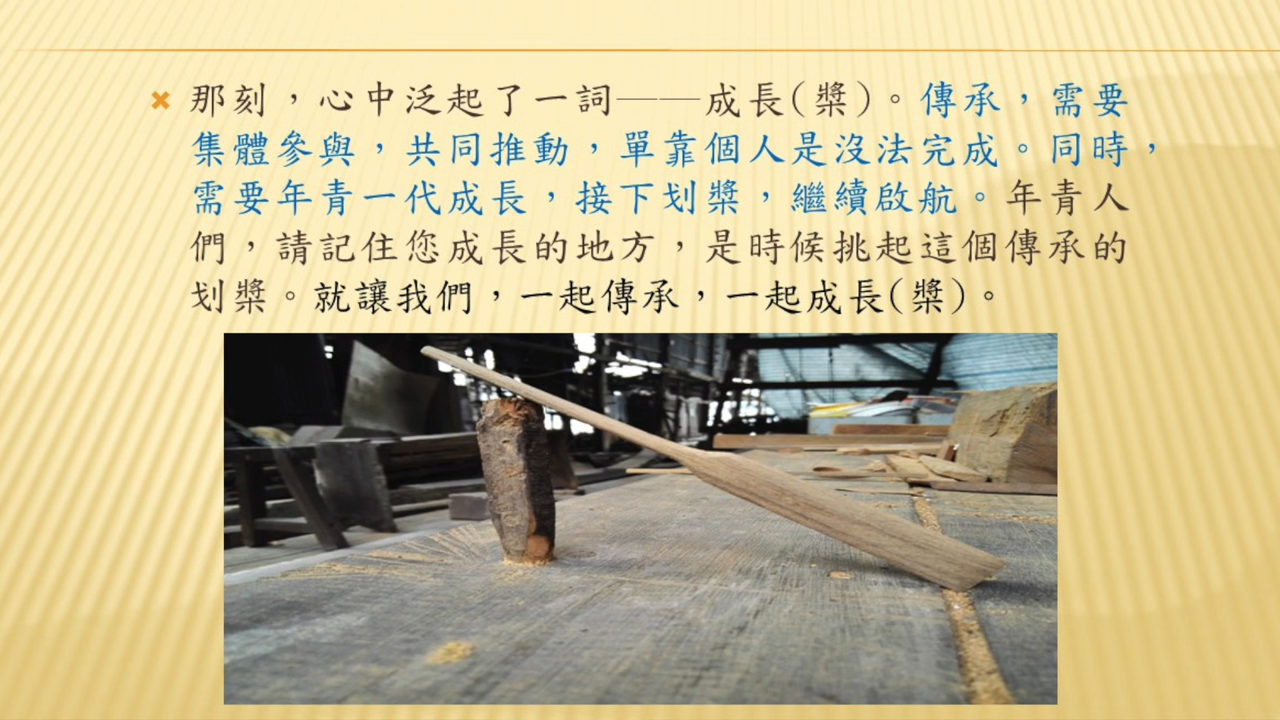 那刻，心中泛起了一詞——成長(槳)。傳承，需要
集體參與，共同推動，單靠個人是沒法完成。同時，
需要年青一代成長，接下划槳，繼續啟航。年青人
們，請記住您成長的地方，是時候挑起這個傳承的
划槳。就讓我們，一起傳承，一起成長(槳)。